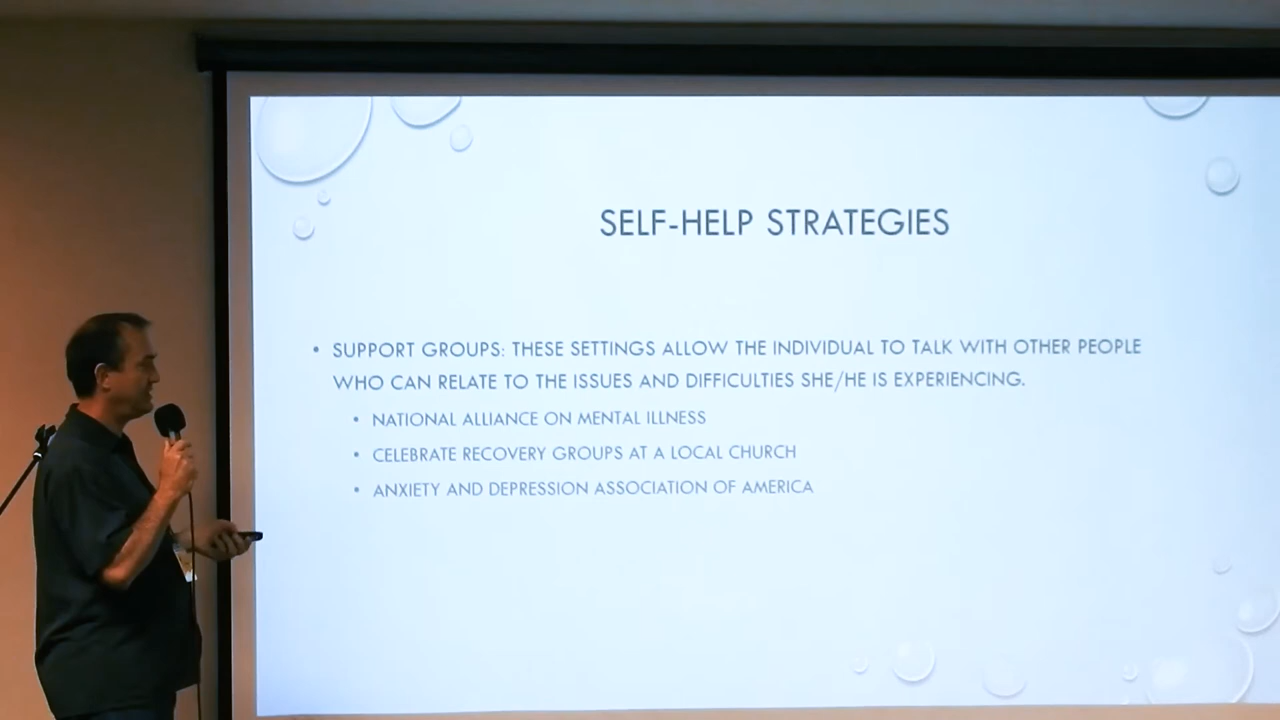 SELF-HELP STRATEGIES
• SUPPORT GROUPS: THESE SETTINGS ALLOW THE INDIVIDUAL TO TALK WITH OTHER PEOPLE
WHO CAN RELATE TO THE ISSUES AND DIFFICULTIES SHE/HE IS EXPERIENCING.
• NATIONAL ALLIANCE ON MENTAL ILLNESS
• CELEBRATE RECOVERY GROUPS AT A LOCAL CHURCH
• ANXIETY AND DEPRESSION ASSOCIATION OF AMERICA